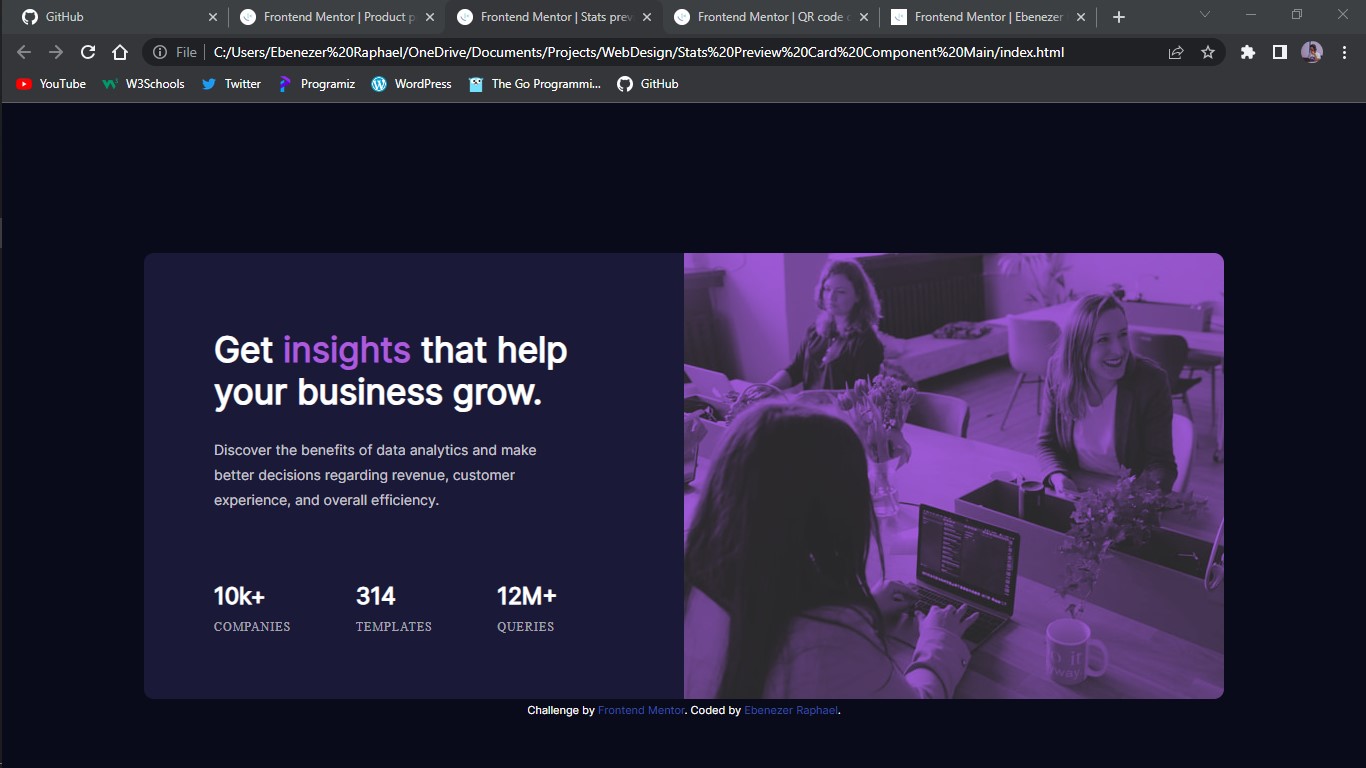 GitHub
Frontend Mentor | Product p
Frontend Mentor | Stats prev
Frontend Mentor | QR code c
Frontend Mentor | Ebenezer
File
C:/Users/Ebenezer%20Raphael/OneDrive/Documents/Projects/WebDesign/Stats%20Preview%20Card%20Component%20Main/index.html
YouTube
W3Schools
Twitter
Programiz
WordPress
The Go Programmi...
GitHub
Get insights that help
your business grow.
Discover the benefits of data analytics and make
better decisions regarding revenue, customer
experience, and overall efficiency.
10k+ 314 12M+
COMPANIES TEMPLATES QUERIES
Challenge by Frontend Mentor. Coded by Ebenezer Raphael.